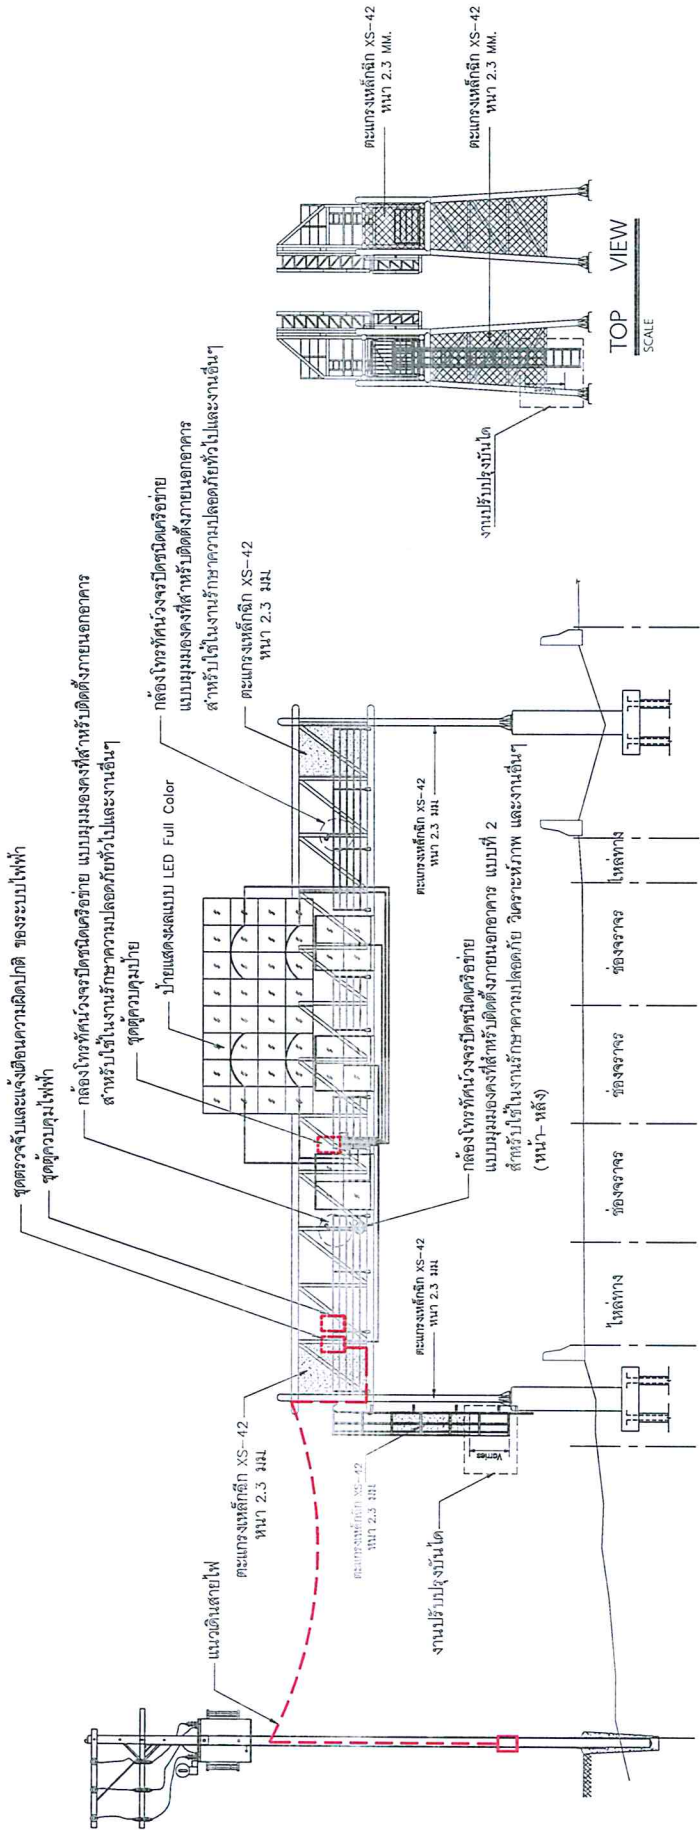 ชุดตรวจจับและแจ้งเตือนความผิดปกติ ของระบบไฟฟ้า
ชุดตู้ควบคุมไฟฟ้า
กล้องโทรทัศน์วงจรปิดชนิดเครือข่าย แบบมุมมองคงที่สำหรับติดตั้งภายนอกอาคาร
สำหรับใช้ในงานรักษาความปลอดภัยทั่วไปและงานอื่นๆ
ชุดตู้ควบคุมป้าย
ป้ายแสดงผลแบบ LED Full Color
กล้องโทรทัศน์วงจรปิดชนิดเครือข่าย
แบบมุมมองคงที่สำหรับติดตั้งภายนอกอาคาร
สำหรับใช้ในงานรักษาความปลอดภัยทั่วไปและงานอื่นๆ
ตะแกรงเหล็กฉีก XS-42
หนา 2.3 มม
แนวเดินสายไฟ
ตะแกรงเหล็กฉีก XS-42
หนา 2.3 มม
ตะแกรงเหล็กฉีก XS-42
หนา 2.3 มม
งานปรับปรุงบันได
Varries
ตะแกรงเหล็กฉีก XS-42
หนา 2.3 มม
กล้องโทรทัศน์วงจรปิดชนิดเครือข่าย
แบบมุมมองคงที่สำหรับติดตั้งภายนอกอาคาร แบบที่ 2
สำหรับใช้ในงานรักษาความปลอดภัย วิเคราะห์ภาพ และงานอื่นๆ
(หน้า-หลัง)
ตะแกรงเหล็กฉีก XS-42
หนา 2.3 มม
ไหล่ทาง
ช่องจราจร
ช่องจราจร
ช่องจราจร
ไหล่ทาง
ตะแกรงเหล็กฉีก XS-42
หนา 2.3 MM.
ตะแกรงเหล็กฉีก XS-42
หนา 2.3 MM.
งานปรับปรุงบันได
TOP VIEW
SCALE